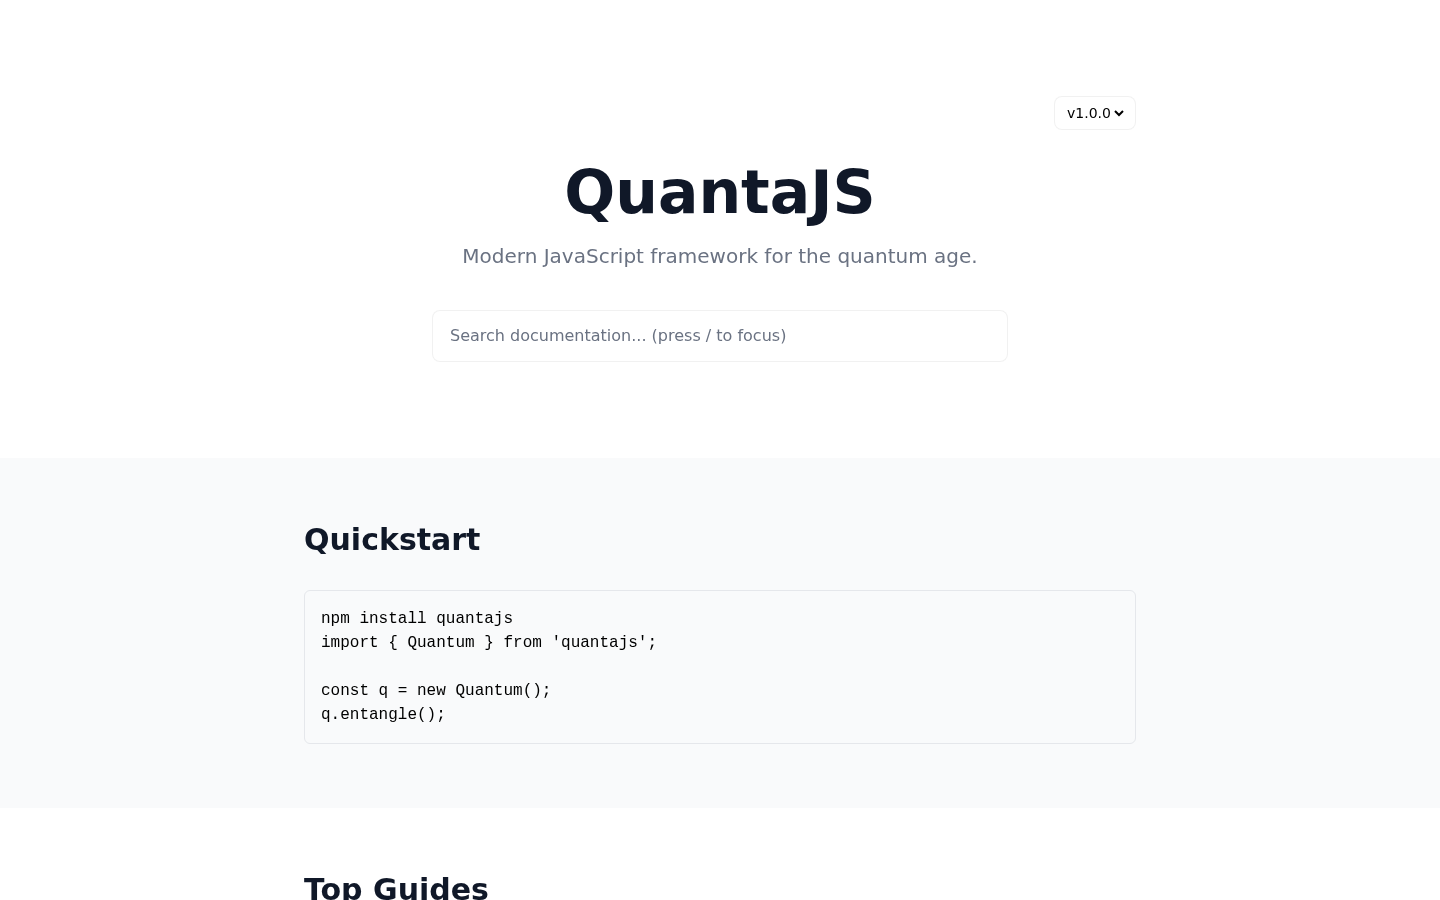 v1.0.0
QuantaJS
Modern JavaScript framework for the quantum age.
Search documentation... (press / to focus)
Quickstart
npm install quantajs
import { Quantum } from 'quantajs';
const q = new Quantum();
q.entangle();
Top Guides